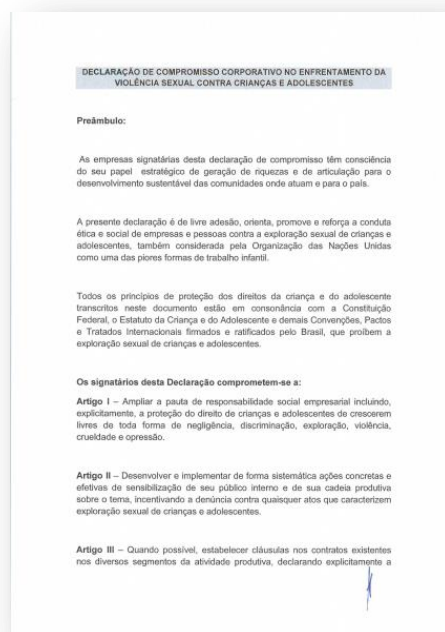 DECLARAÇÃO DE COMPROMISSO CORPORATIVO NO ENFRENTAMENTO DA
VIOLÊNCIA SEXUAL CONTRA CRIANÇAS E ADOLESCENTES
Preâmbulo:
As empresas signatárias desta declaração de compromisso têm consciência
do seu papel estratégico de geração de riquezas e de articulação para o
desenvolvimento sustentável das comunidades onde atuam e para o país.
A presente declaração é de livre adesão, orienta, promove e reforça a conduta
ética e social de empresas e pessoas contra a exploração sexual de crianças e
adolescentes, também considerada pela Organização das Nações Unidas
como uma das piores formas de trabalho infantil.
Todos os princípios de proteção dos direitos da criança e do adolescente
transcritos neste documento estão em consonância com a Constituição
Federal, o Estatuto da Criança e do Adolescente e demais Convenções, Pactos
e Tratados Internacionais firmados e ratificados pelo Brasil, que proíbem a
exploração sexual de crianças e adolescentes.
Os signatários desta Declaração comprometem-se a:
Artigo I – Ampliar a pauta de responsabilidade social empresarial incluindo,
explicitamente, a proteção do direito de crianças e adolescentes de crescerem
livres de toda forma de negligência, discriminação, exploração, violência,
crueldade e opressão.
Artigo II – Desenvolver e implementar de forma sistemática ações concretas e
efetivas de sensibilização de seu público interno e de sua cadeia produtiva
sobre o tema, incentivando a denúncia contra quaisquer atos que caracterizem
exploração sexual de crianças e adolescentes.
Artigo III – Quando possível, estabelecer cláusulas nos contratos existentes
nos diversos segmentos da atividade produtiva, declarando explicitamente a